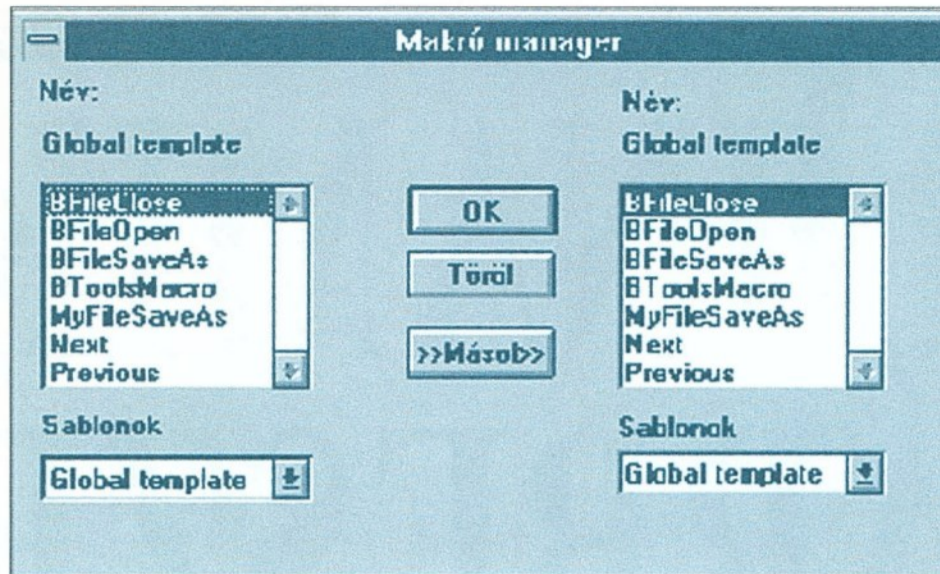 Makró manager
Név:
Global template
BFileClose
BFileOpen
BFileSaveAs
BToolsMacro
MyFileSaveAs
Next
Previous
Sablonok
Global template
OK
Töröl
>>Másol>>
Név:
Global template
BFileClose
BFileOpen
BFileSaveAs
BToolsMacro
MyFileSaveAs
Next
Previous
Sablonok
Global template